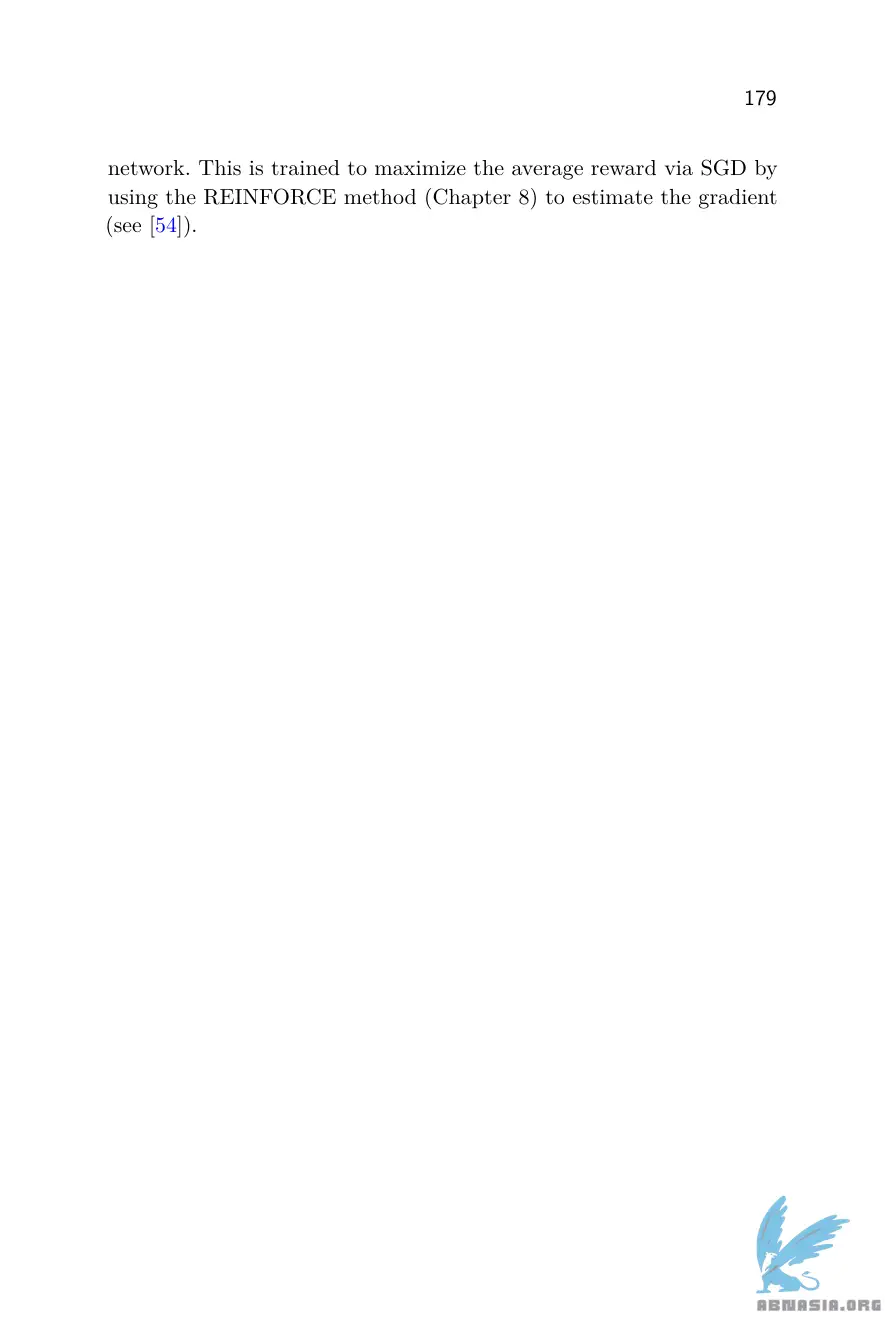 179
network. This is trained to maximize the average reward via SGD by
using the REINFORCE method (Chapter 8) to estimate the gradient
(see [54]).
ABNASIA.ORG